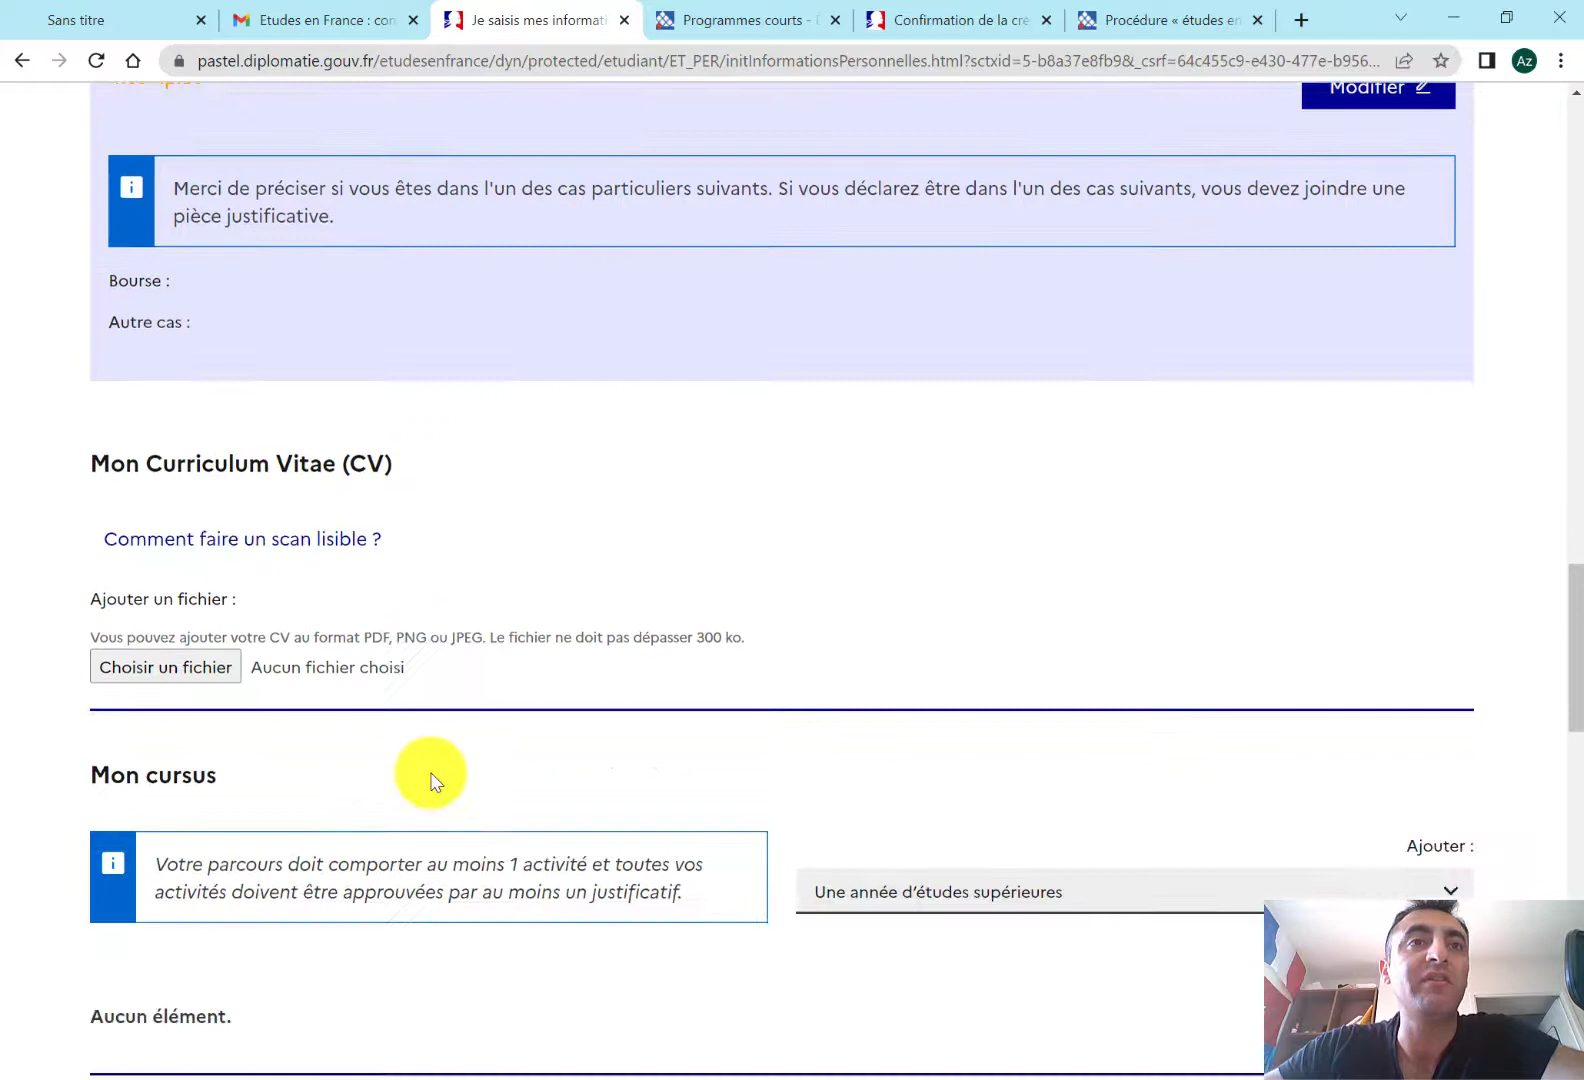 Sans titre
Etudes en France : con
Je saisis mes informati
Programmes courts -
Confirmation de la cré
Procédure « études en
pastel.diplomatie.gouv.fr/etudesenfrance/dyn/protected/etudiant/ET_PER/initInformationsPersonnelles.html?sctxid=5-b8a37e8fb9&_csrf=64c455c9-e430-477e-b956...
Az
Modifier
Merci de préciser si vous êtes dans l'un des cas particuliers suivants. Si vous déclarez être dans l'un des cas suivants, vous devez joindre une
pièce justificative.
Bourse :
Autre cas :
Mon Curriculum Vitae (CV)
Comment faire un scan lisible ?
Ajouter un fichier :
Vous pouvez ajouter votre CV au format PDF, PNG ou JPEG. Le fichier ne doit pas dépasser 300 ko.
Choisir un fichier Aucun fichier choisi
Mon cursus
Votre parcours doit comporter au moins 1 activité et toutes vos
activités doivent être approuvées par au moins un justificatif.
Ajouter :
Une année d’études supérieures
Aucun élément.